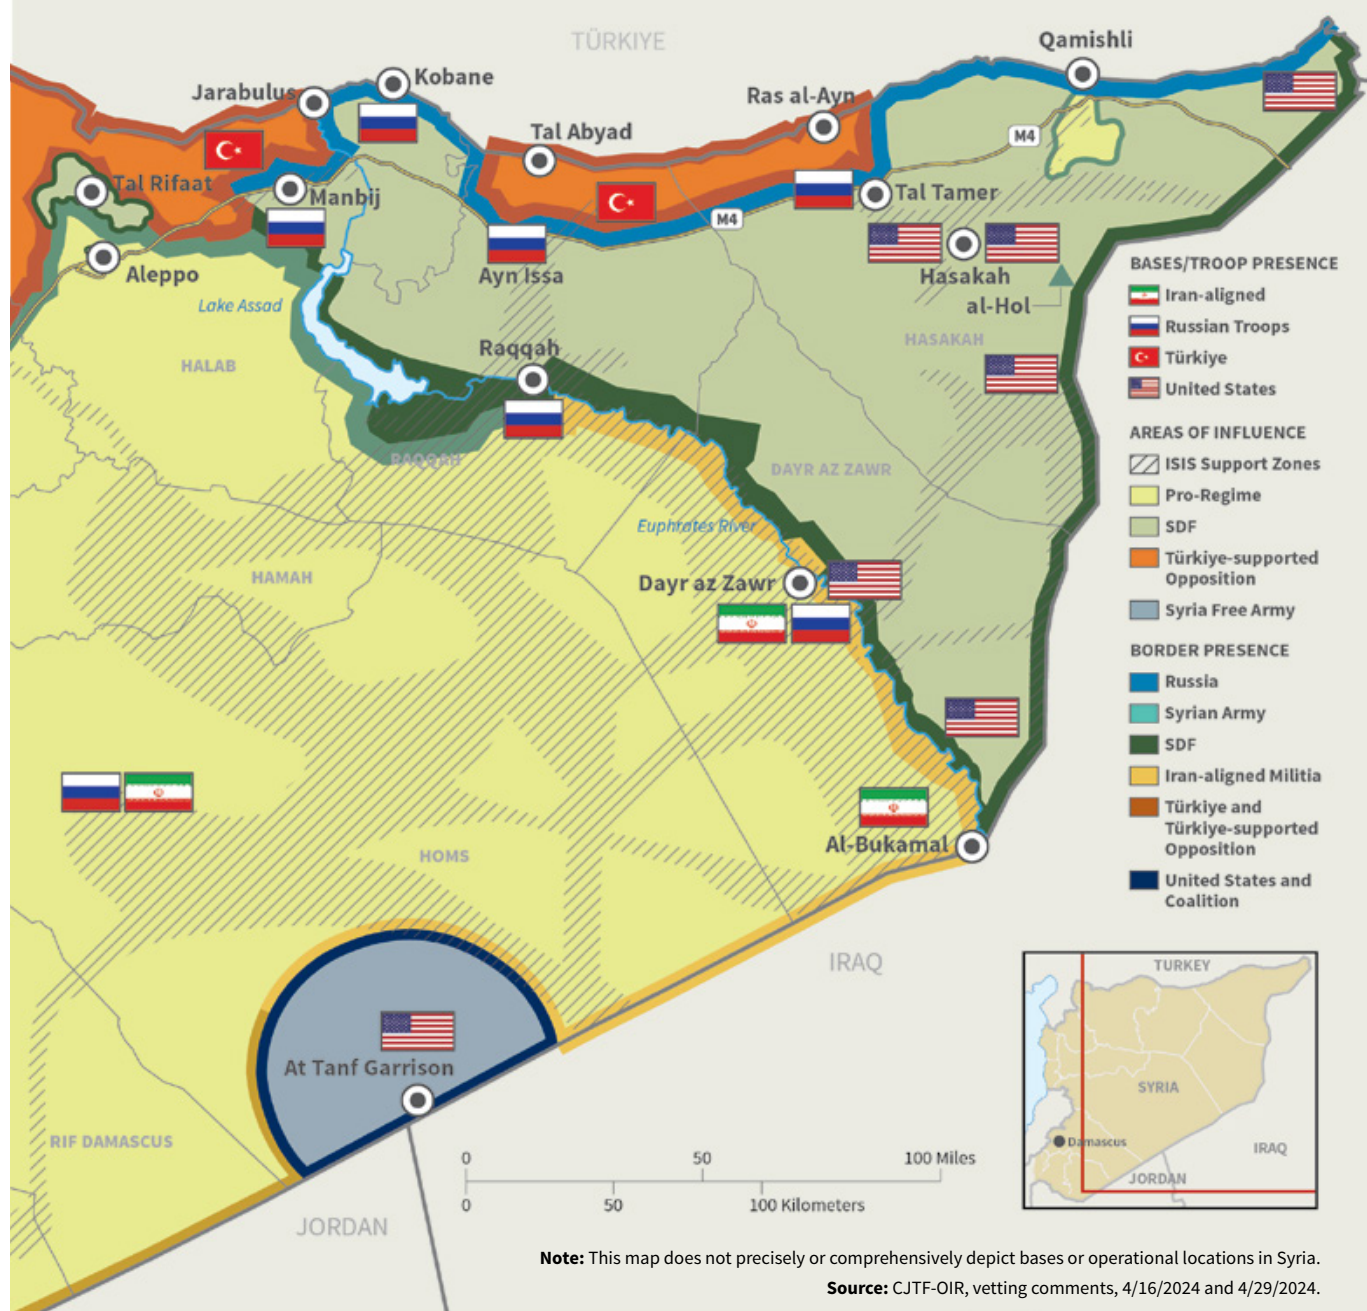 TÜRKIYE
Qamishli
Kobane
Jarabulus
Ras al-Ayn
Tal Abyad
M4
Tal Rifaat
Manbij
Tal Tamer
M4
Aleppo
Ayn Issa
Hasakah
al-Hol
Lake Assad
HASAKAH
Raqqah
HALAB
RAQQAH
DAYR AZ ZAWR
Euphrates River
HAMAH
Dayr az Zawr
Al-Bukamal
HOMS
IRAQ
At Tanf Garrison
RIF DAMASCUS
JORDAN
BASES/TROOP PRESENCE
Iran-aligned
Russian Troops
Türkiye
United States
AREAS OF INFLUENCE
ISIS Support Zones
Pro-Regime
SDF
Türkiye-supported
Opposition
Syria Free Army
BORDER PRESENCE
Russia
Syrian Army
SDF
Iran-aligned Militia
Türkiye and
Türkiye-supported
Opposition
United States and
Coalition
TURKEY
SYRIA
Damascus
IRAQ
JORDAN
0 50 100 Miles
0 50 100 Kilometers
Note: This map does not precisely or comprehensively depict bases or operational locations in Syria.
Source: CJTF-OIR, vetting comments, 4/16/2024 and 4/29/2024.